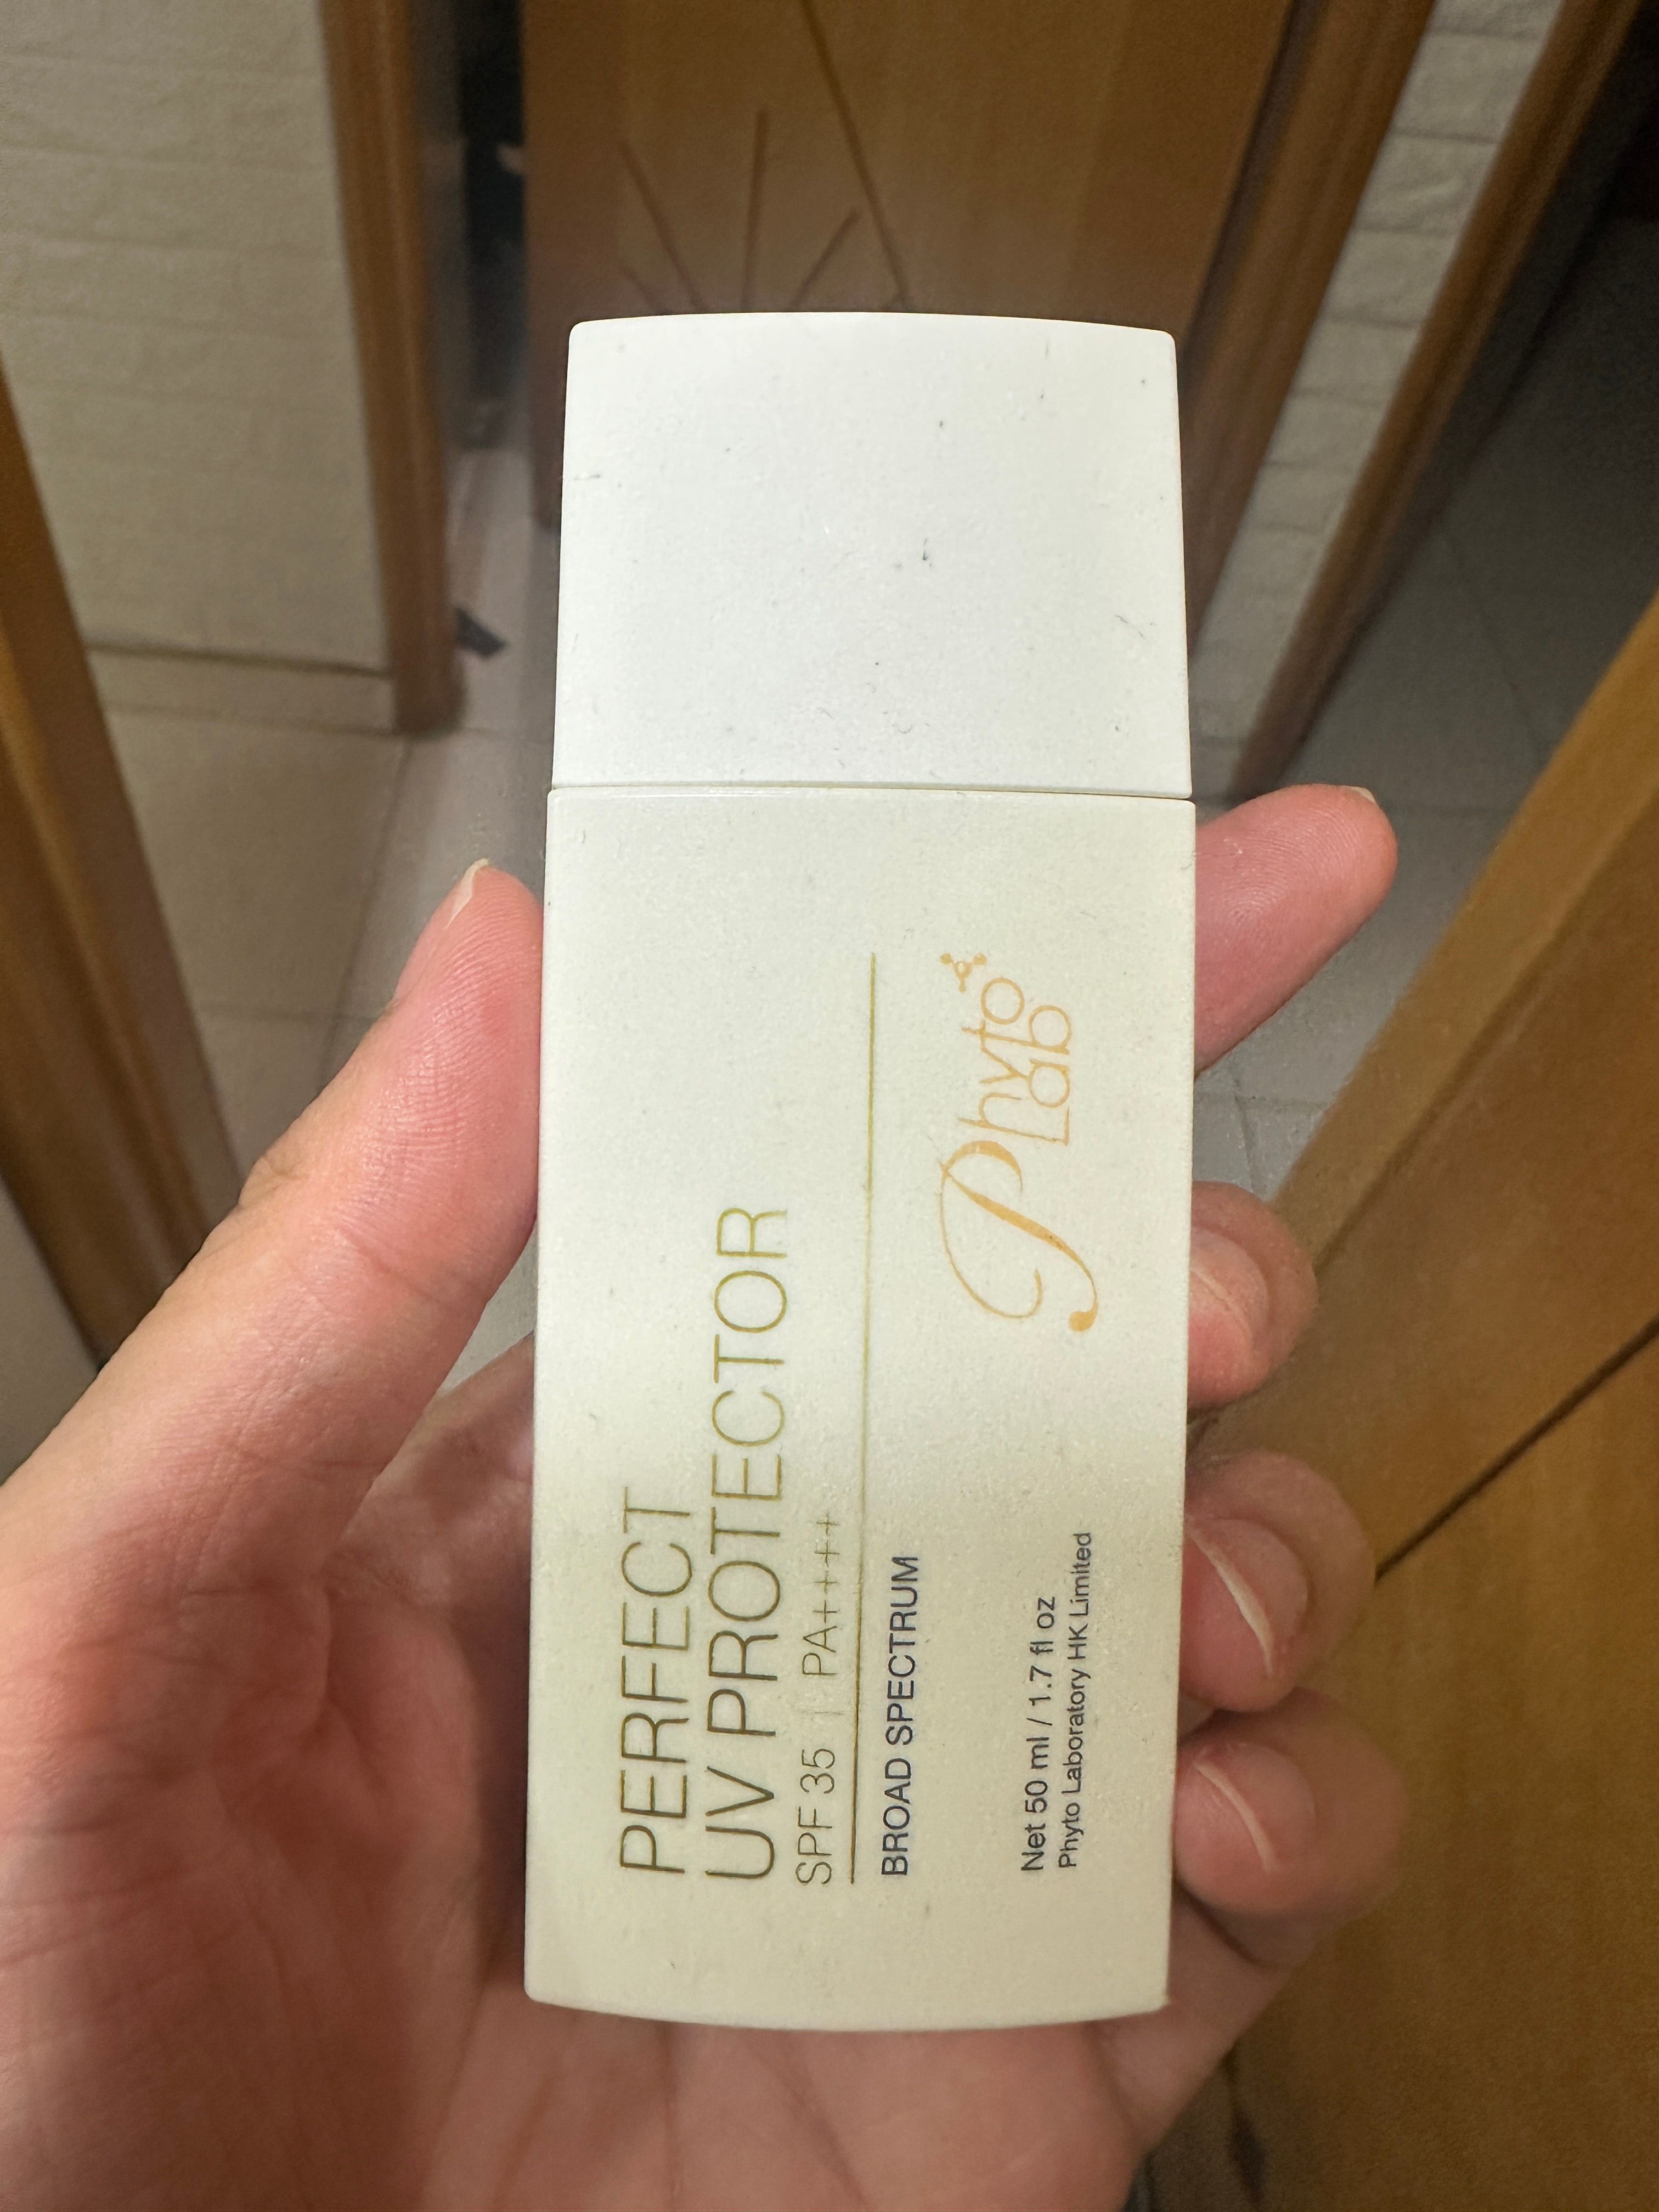 PERFECT
UV PROTECTOR
SPF 35 | PA++++
BROAD SPECTRUM
Phyto
Lab
Net 50 ml / 1.7 fl oz
Phyto Laboratory HK Limited